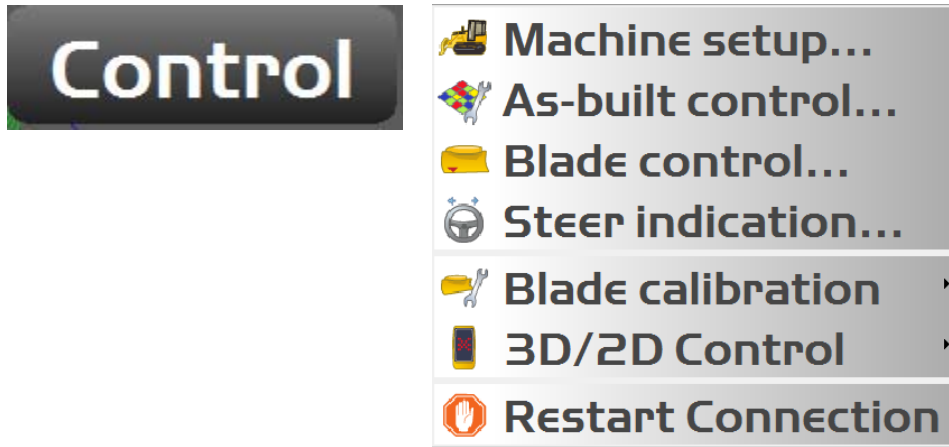 Control
Machine setup...
As-built control...
Blade control...
Steer indication...
Blade calibration
3D/2D Control
Restart Connection